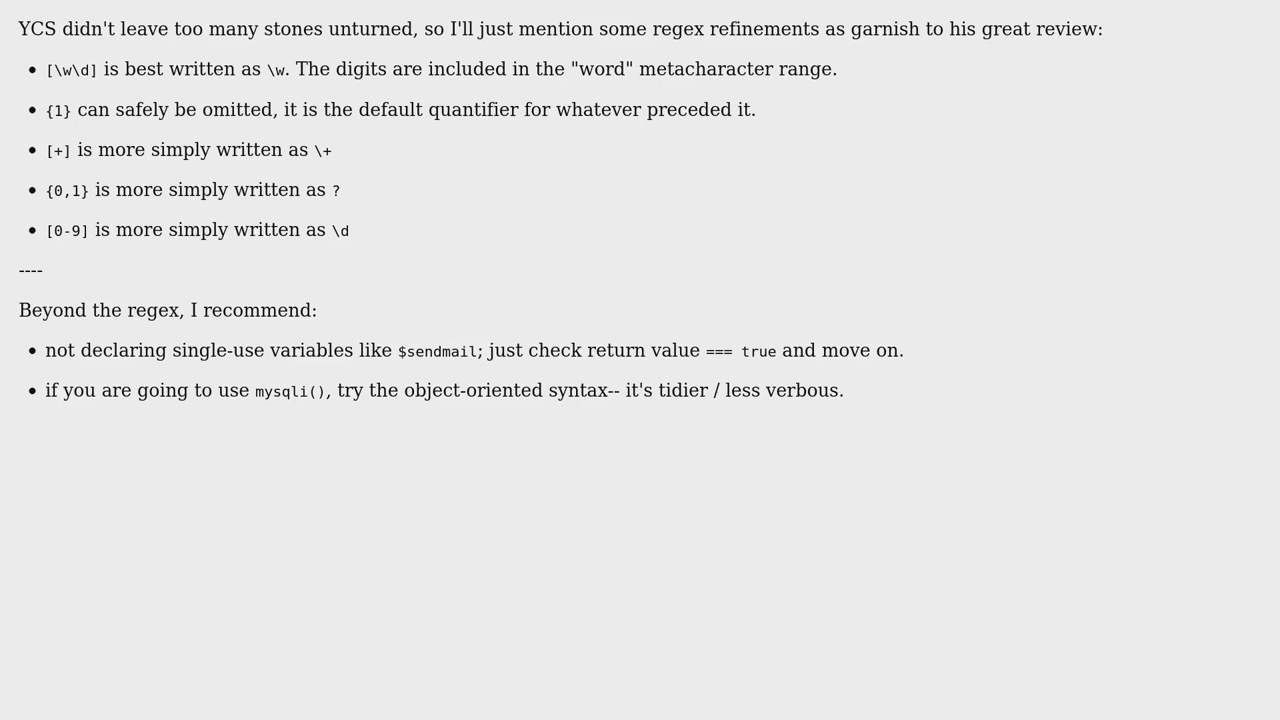 YCS didn't leave too many stones unturned, so I'll just mention some regex refinements as garnish to his great review:
• [\w\d] is best written as \w. The digits are included in the "word" metacharacter range.
• {1} can safely be omitted, it is the default quantifier for whatever preceded it.
• [+] is more simply written as \+
• {0,1} is more simply written as ?
• [0-9] is more simply written as \d
----
Beyond the regex, I recommend:
• not declaring single-use variables like $sendmail; just check return value === true and move on.
• if you are going to use mysqli(), try the object-oriented syntax-- it's tidier / less verbous.